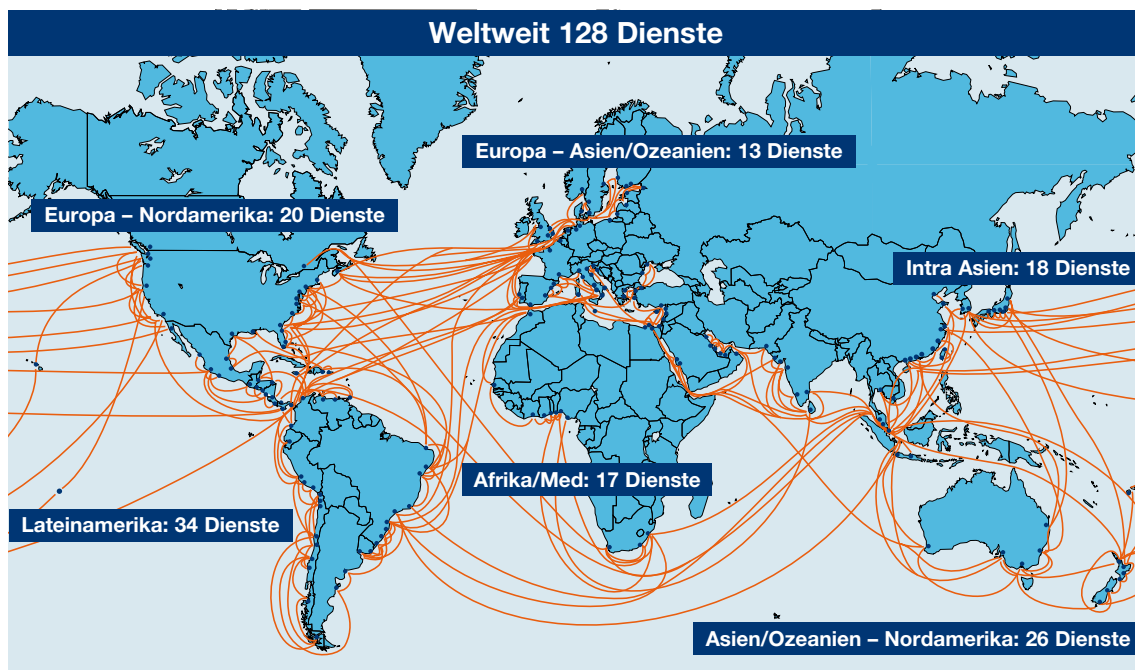 Weltweit 128 Dienste
Europa – Asien/Ozeanien: 13 Dienste
Europa – Nordamerika: 20 Dienste
Intra Asien: 18 Dienste
Afrika/Med: 17 Dienste
Lateinamerika: 34 Dienste
Asien/Ozeanien – Nordamerika: 26 Dienste